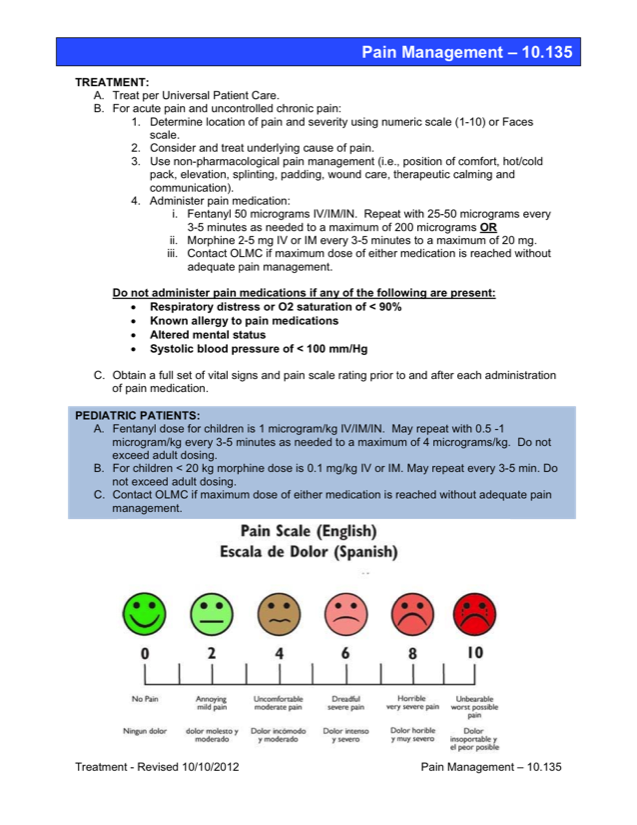 Pain Management – 10.135
TREATMENT:
A. Treat per Universal Patient Care.
B. For acute pain and uncontrolled chronic pain:
1. Determine location of pain and severity using numeric scale (1-10) or Faces
scale.
2. Consider and treat underlying cause of pain.
3. Use non-pharmacological pain management (i.e., position of comfort, hot/cold
pack, elevation, splinting, padding, wound care, therapeutic calming and
communication).
4. Administer pain medication:
i. Fentanyl 50 micrograms IV/IM/IN. Repeat with 25-50 micrograms every
3-5 minutes as needed to a maximum of 200 micrograms OR
ii. Morphine 2-5 mg IV or IM every 3-5 minutes to a maximum of 20 mg.
iii. Contact OLMC if maximum dose of either medication is reached without
adequate pain management.
Do not administer pain medications if any of the following are present:
• Respiratory distress or O2 saturation of < 90%
• Known allergy to pain medications
• Altered mental status
• Systolic blood pressure of < 100 mm/Hg
C. Obtain a full set of vital signs and pain scale rating prior to and after each administration
of pain medication.
PEDIATRIC PATIENTS:
A. Fentanyl dose for children is 1 microgram/kg IV/IM/IN. May repeat with 0.5 -1
microgram/kg every 3-5 minutes as needed to a maximum of 4 micrograms/kg. Do not
exceed adult dosing.
B. For children < 20 kg morphine dose is 0.1 mg/kg IV or IM. May repeat every 3-5 min. Do
not exceed adult dosing.
C. Contact OLMC if maximum dose of either medication is reached without adequate pain
management.
Pain Scale (English)
Escala de Dolor (Spanish)
0 2 4 6 8 10
No Pain Annoying Uncomfortable Dreadful Horrible Unbearable
mild pain moderate pain severe pain very severe pain worst possible
pain
Ningun dolor dolor molesto y Dolor incómodo Dolor intenso Dolor horible Dolor
moderado y moderado y severo y muy severo insoportable y
el peor posible
Treatment - Revised 10/10/2012 Pain Management – 10.135